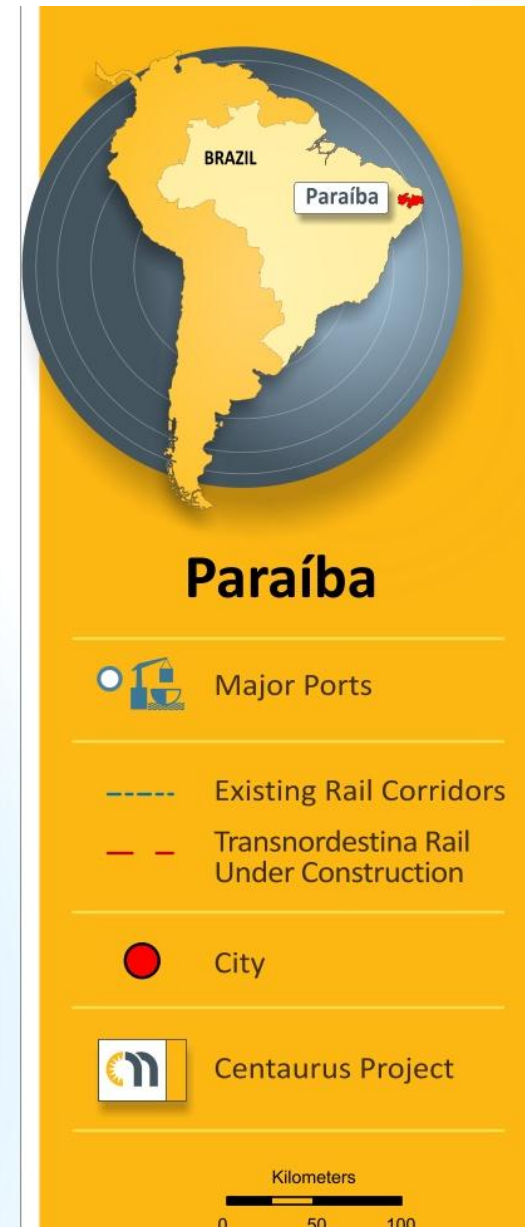 BRAZIL
Paraíba
Paraíba
Major Ports
Existing Rail Corridors
Transnordestina Rail
Under Construction
City
Centaurus Project
Kilometers
0 50 100